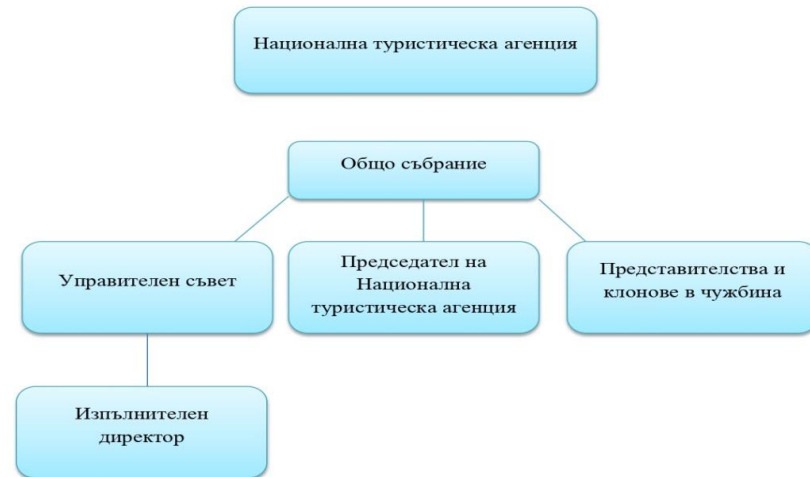 Национална туристическа агенция
Общо събрание
Управителен съвет
Председател на
Национална
туристическа агенция
Представителства и
клонове в чужбина
Изпълнителен
директор